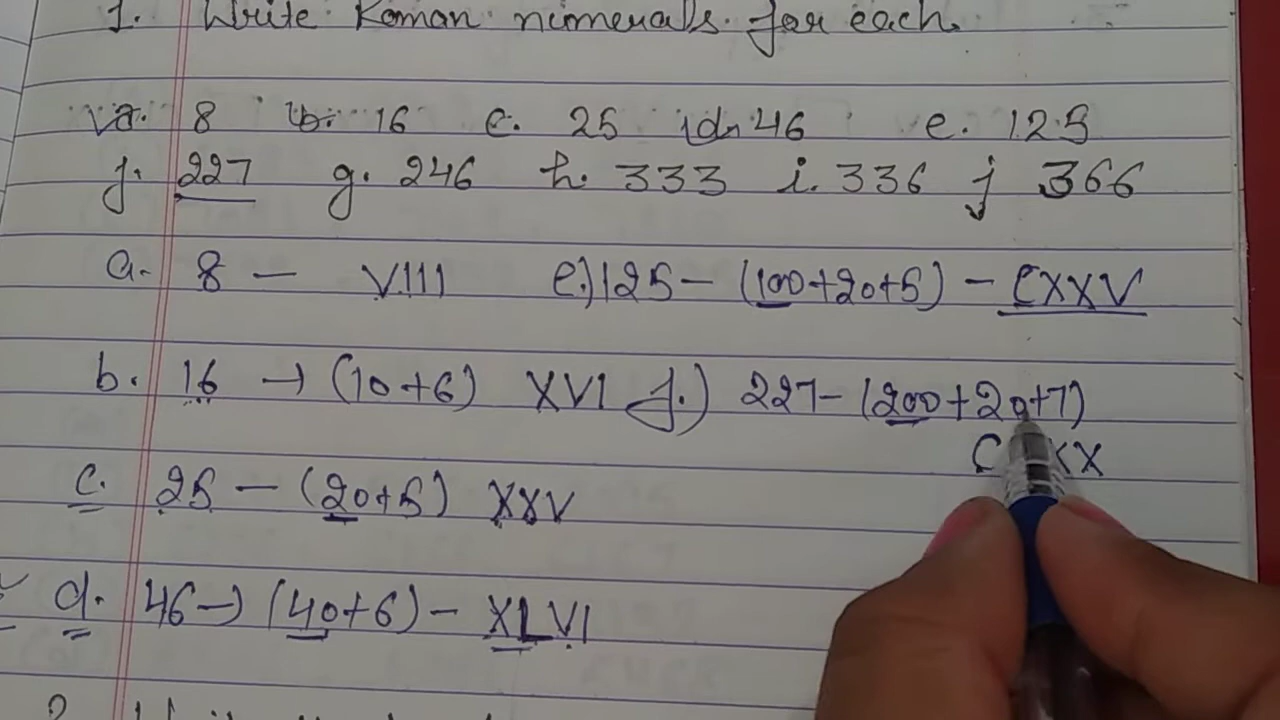 1. Write Roman numerals for each.
a. 8 b. 16 c. 25 d. 46 e. 125
f. 227 g. 246 h. 333 i. 336 j 366
a. 8 — VIII e.) 125 — (100+20+5) — CXXV
b. 16 → (10+6) XVI f.) 227 — (200+20+7)
c. 25 — (20+5) XXV
d. 46 → (40+6) — XLVI